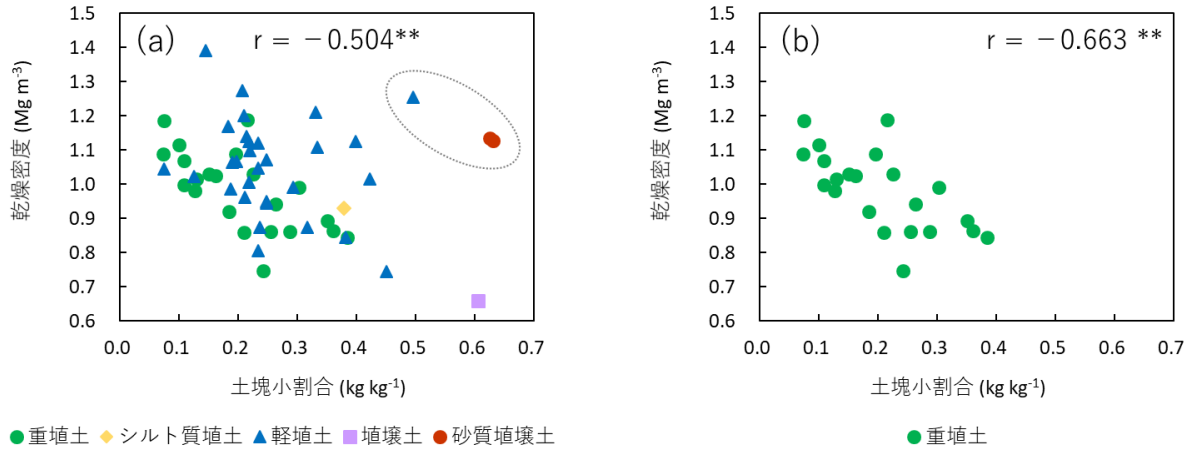 (a)
r = −0.504**
乾燥密度 (Mg m-3)
1.5
1.4
1.3
1.2
1.1
1.0
0.9
0.8
0.7
0.6
0.0 0.1 0.2 0.3 0.4 0.5 0.6 0.7
土塊小割合 (kg kg-1)
●重埴土 ◆シルト質埴土 ▲軽埴土 ■埴壌土 ●砂質埴壌土
(b)
r = −0.663 **
乾燥密度 (Mg m-3)
1.5
1.4
1.3
1.2
1.1
1.0
0.9
0.8
0.7
0.6
0.0 0.1 0.2 0.3 0.4 0.5 0.6 0.7
土塊小割合 (kg kg-1)
●重埴土